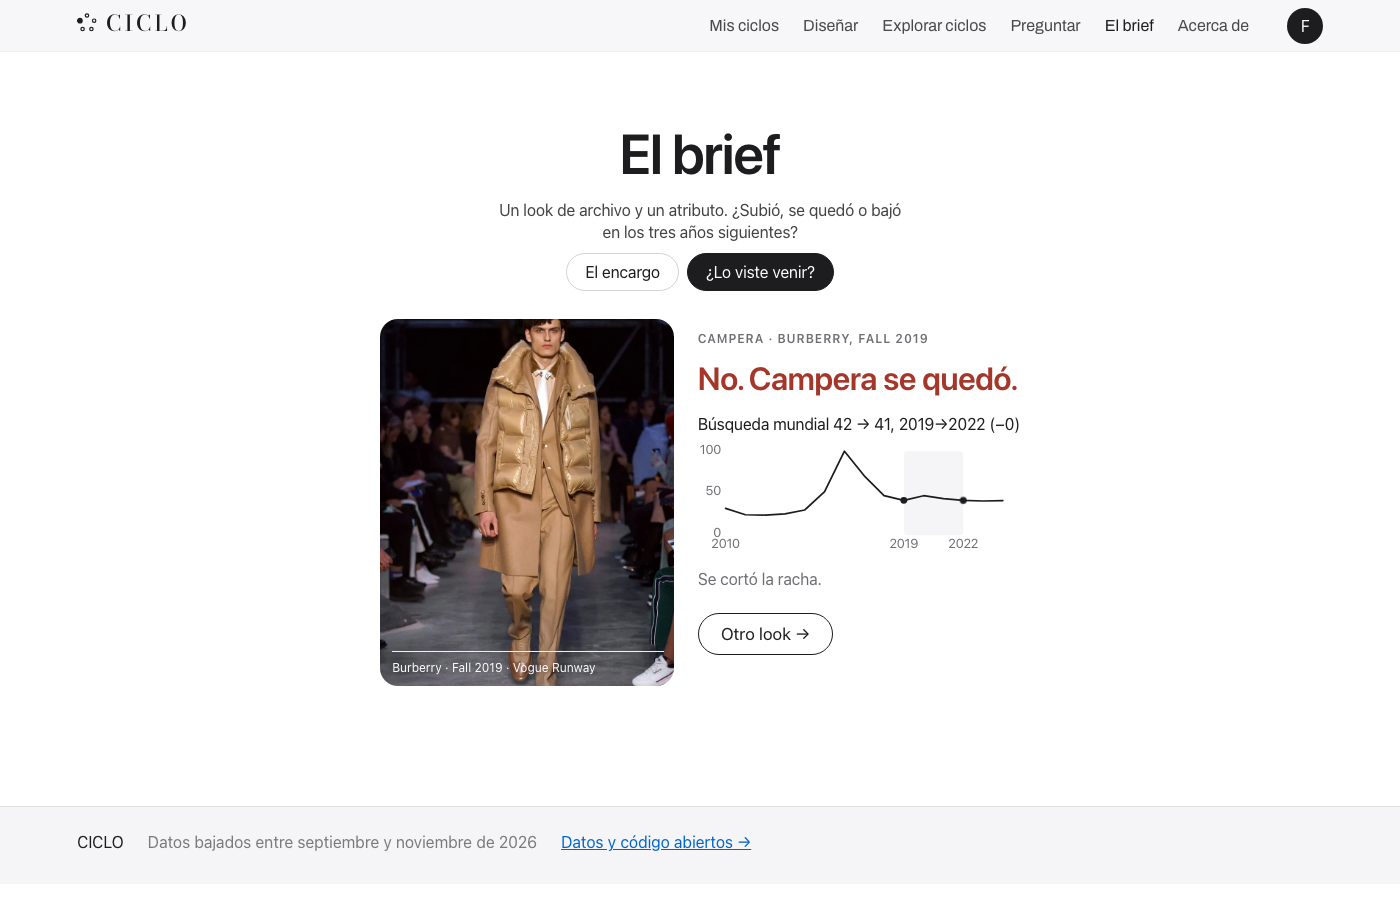 CICLO
Mis ciclos
Diseñar
Explorar ciclos
Preguntar
El brief
Acerca de
F
El brief
Un look de archivo y un atributo. ¿Subió, se quedó o bajó
en los tres años siguientes?
El encargo
¿Lo viste venir?
Burberry · Fall 2019 · Vogue Runway
CAMPERA · BURBERRY, FALL 2019
No. Campera se quedó.
Búsqueda mundial 42 → 41, 2019→2022 (−0)
100
50
0
2010
2019
2022
Se cortó la racha.
Otro look →
CICLO
Datos bajados entre septiembre y noviembre de 2026
Datos y código abiertos →